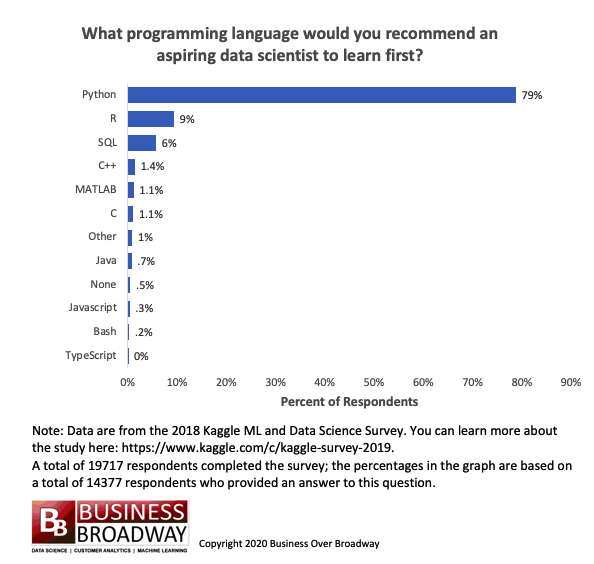 What programming language would you recommend an
aspiring data scientist to learn first?
Python 79%
R 9%
SQL 6%
C++ 1.4%
MATLAB 1.1%
C 1.1%
Other 1%
Java .7%
None .5%
Javascript .3%
Bash .2%
TypeScript 0%
0% 10% 20% 30% 40% 50% 60% 70% 80% 90%
Percent of Respondents
Note: Data are from the 2018 Kaggle ML and Data Science Survey. You can learn more about
the study here: https://www.kaggle.com/c/kaggle-survey-2019.
A total of 19717 respondents completed the survey; the percentages in the graph are based on
a total of 14377 respondents who provided an answer to this question.
BB BUSINESS
BROADWAY
DATA SCIENCE | CUSTOMER ANALYTICS | MACHINE LEARNING
Copyright 2020 Business Over Broadway